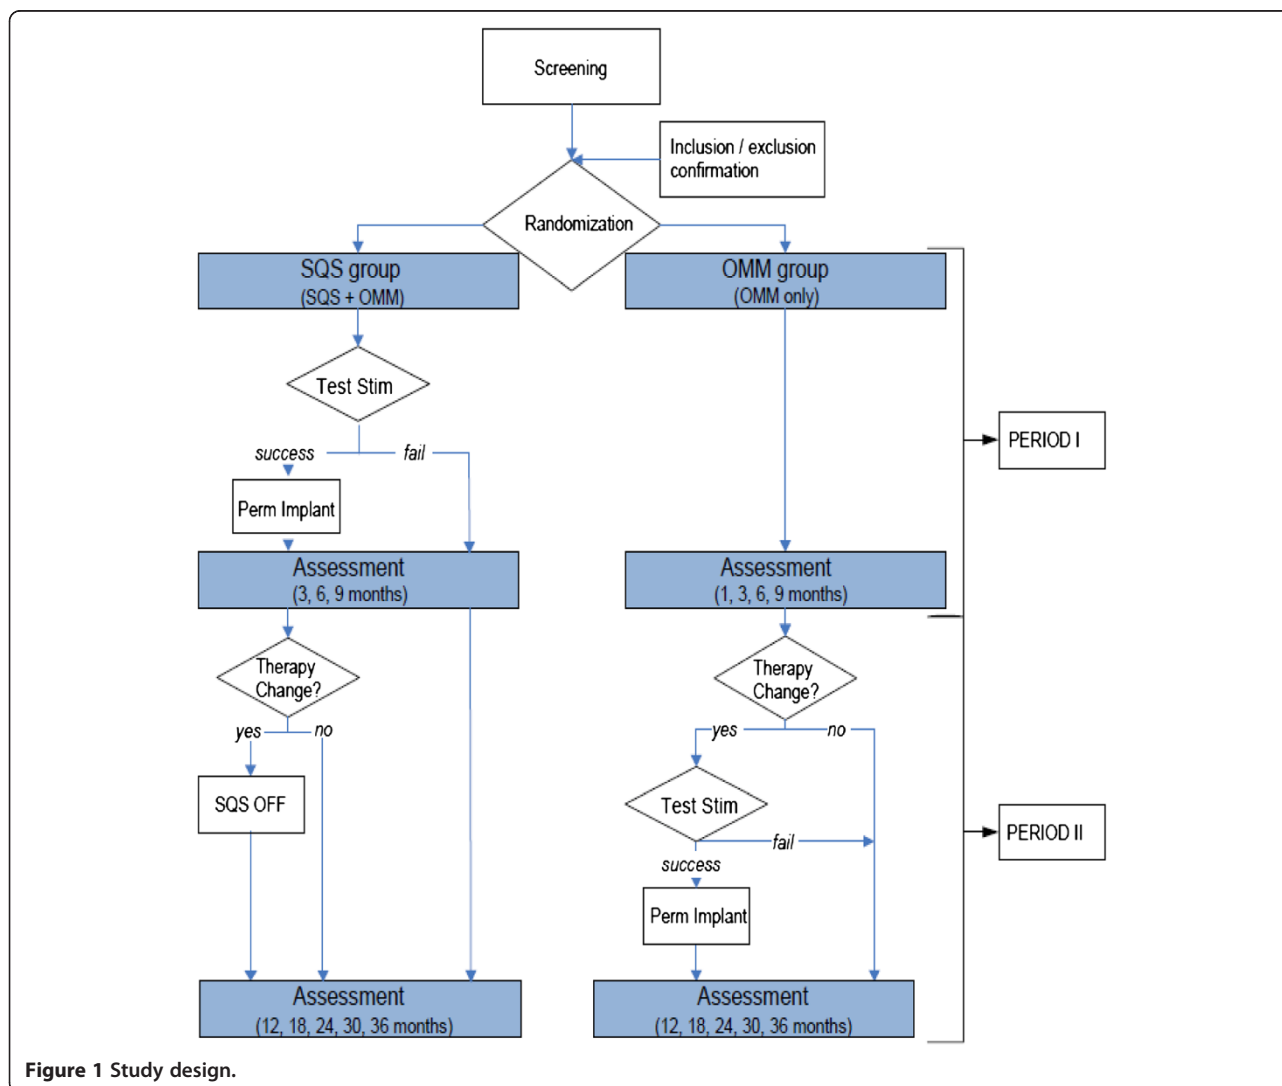 Screening
Inclusion / exclusion
confirmation
Randomization
SQS group
(SQS + OMM)
OMM group
(OMM only)
Test Stim
success
fail
Perm Implant
PERIOD I
Assessment
(3, 6, 9 months)
Assessment
(1, 3, 6, 9 months)
Therapy
Change?
yes
no
SQS OFF
Therapy
Change?
yes
no
Test Stim
fail
success
Perm Implant
PERIOD II
Assessment
(12, 18, 24, 30, 36 months)
Assessment
(12, 18, 24, 30, 36 months)
Figure 1 Study design.